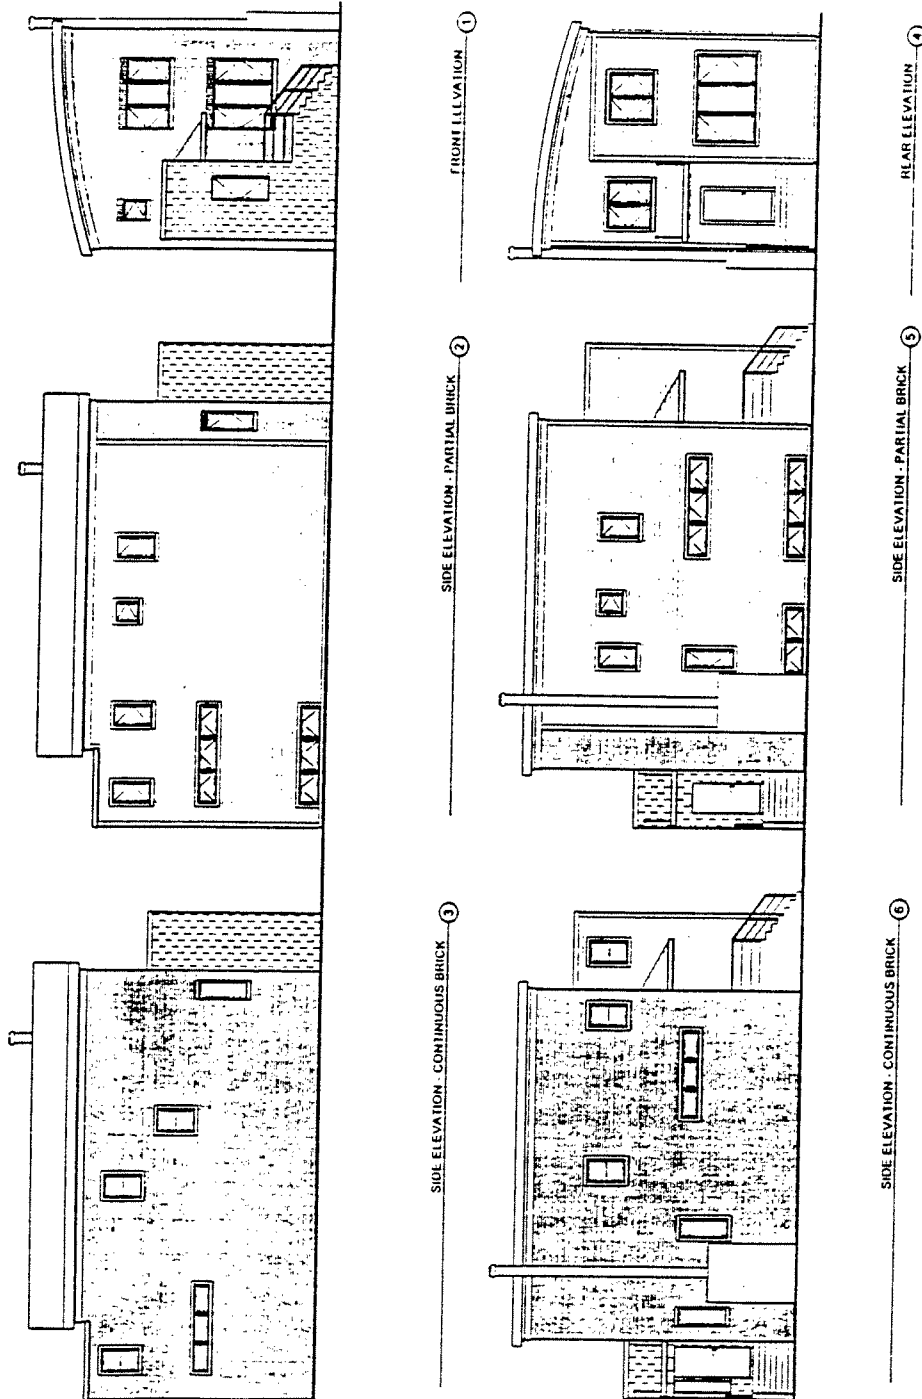 ① FRONT ELEVATION
② SIDE ELEVATION - PARTIAL BRICK
③ SIDE ELEVATION - CONTINUOUS BRICK
④ REAR ELEVATION
⑤ SIDE ELEVATION - PARTIAL BRICK
⑥ SIDE ELEVATION - CONTINUOUS BRICK